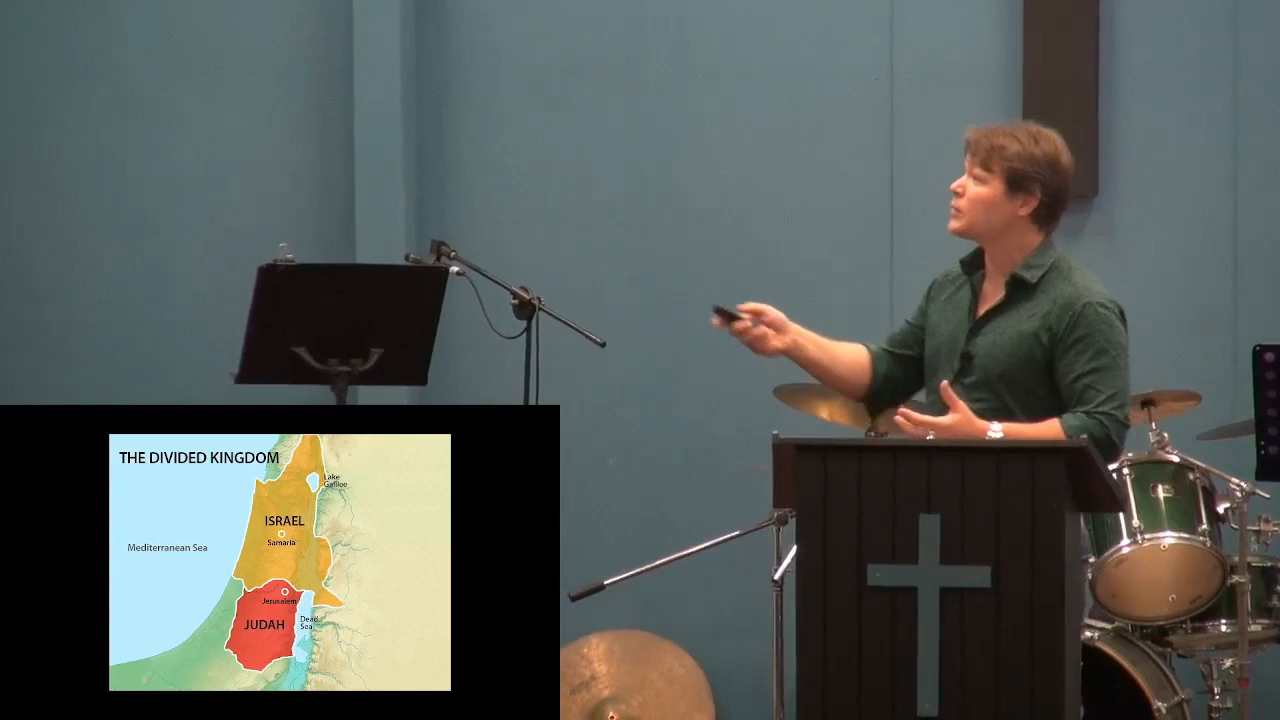 THE DIVIDED KINGDOM
Lake
Galilee
ISRAEL
Samaria
Mediterranean Sea
Jerusalem
JUDAH
Dead
Sea